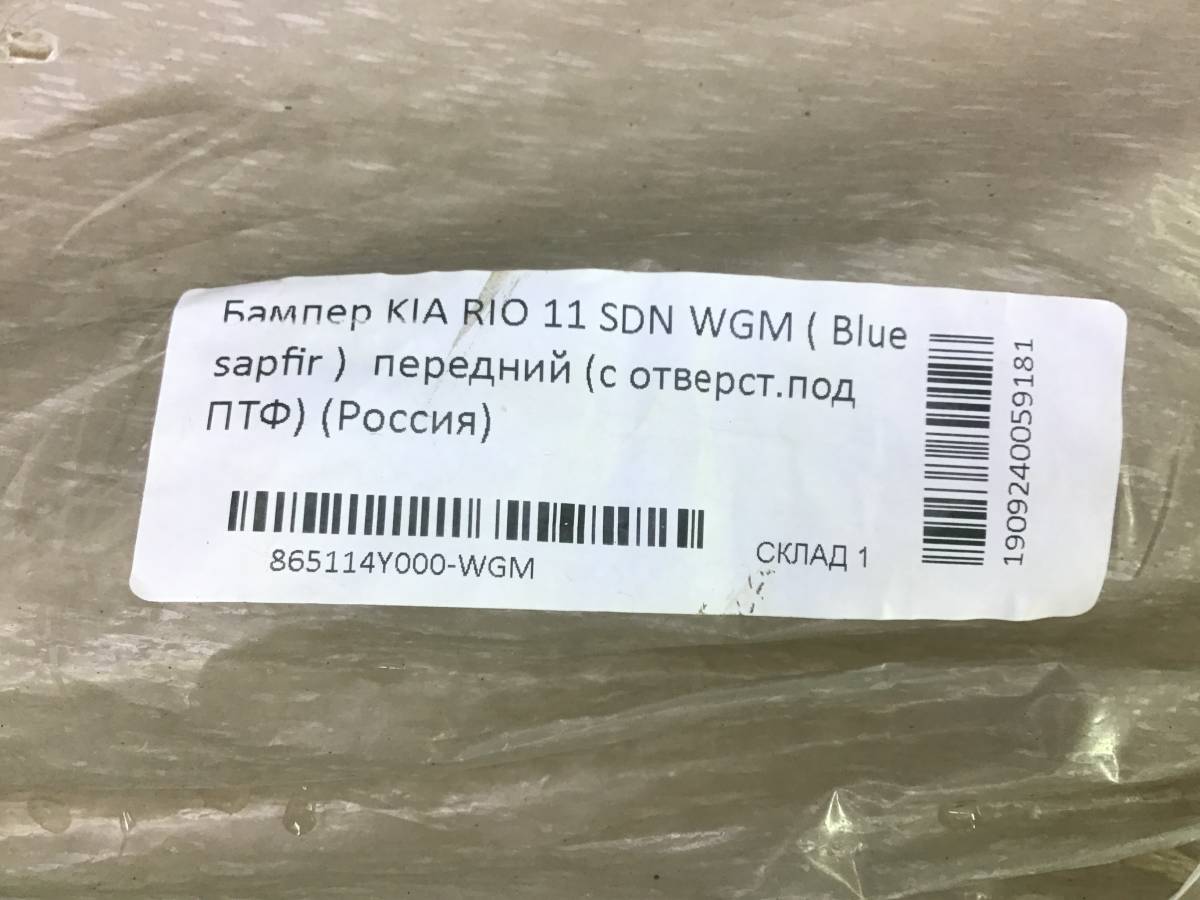 Бампер KIA RIO 11 SDN WGM ( Blue
sapfir ) передний (с отверст.под
ПТФ) (Россия)
865114Y000-WGM
СКЛАД 1
1909240059181